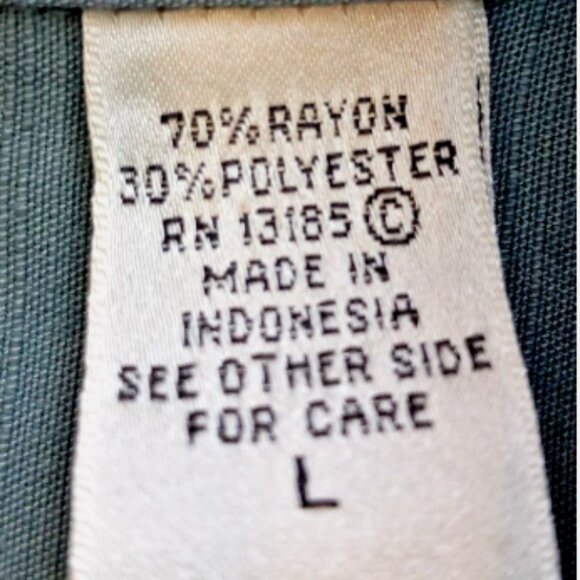 70% RAYON
30% POLYESTER
RN 13185 ©
MADE IN
INDONESIA
SEE OTHER SIDE
FOR CARE
L